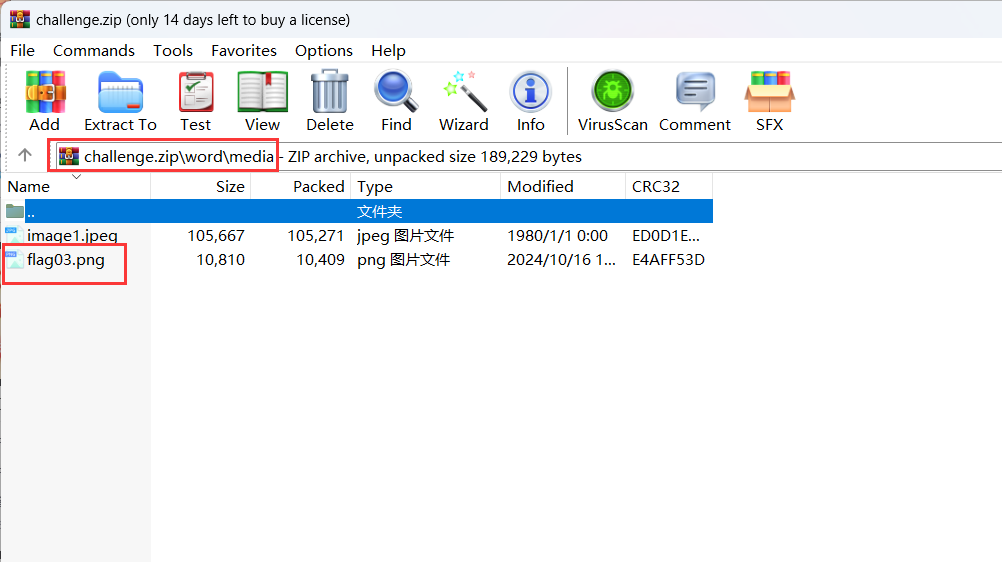 challenge.zip (only 14 days left to buy a license)
File Commands Tools Favorites Options Help
Add Extract To Test View Delete Find Wizard Info VirusScan Comment SFX
challenge.zip\word\media - ZIP archive, unpacked size 189,229 bytes
Name Size Packed Type Modified CRC32
.. 文件夹
image1.jpeg 105,667 105,271 jpeg 图片文件 1980/1/1 0:00 ED0D1E...
flag03.png 10,810 10,409 png 图片文件 2024/10/16 1... E4AFF53D